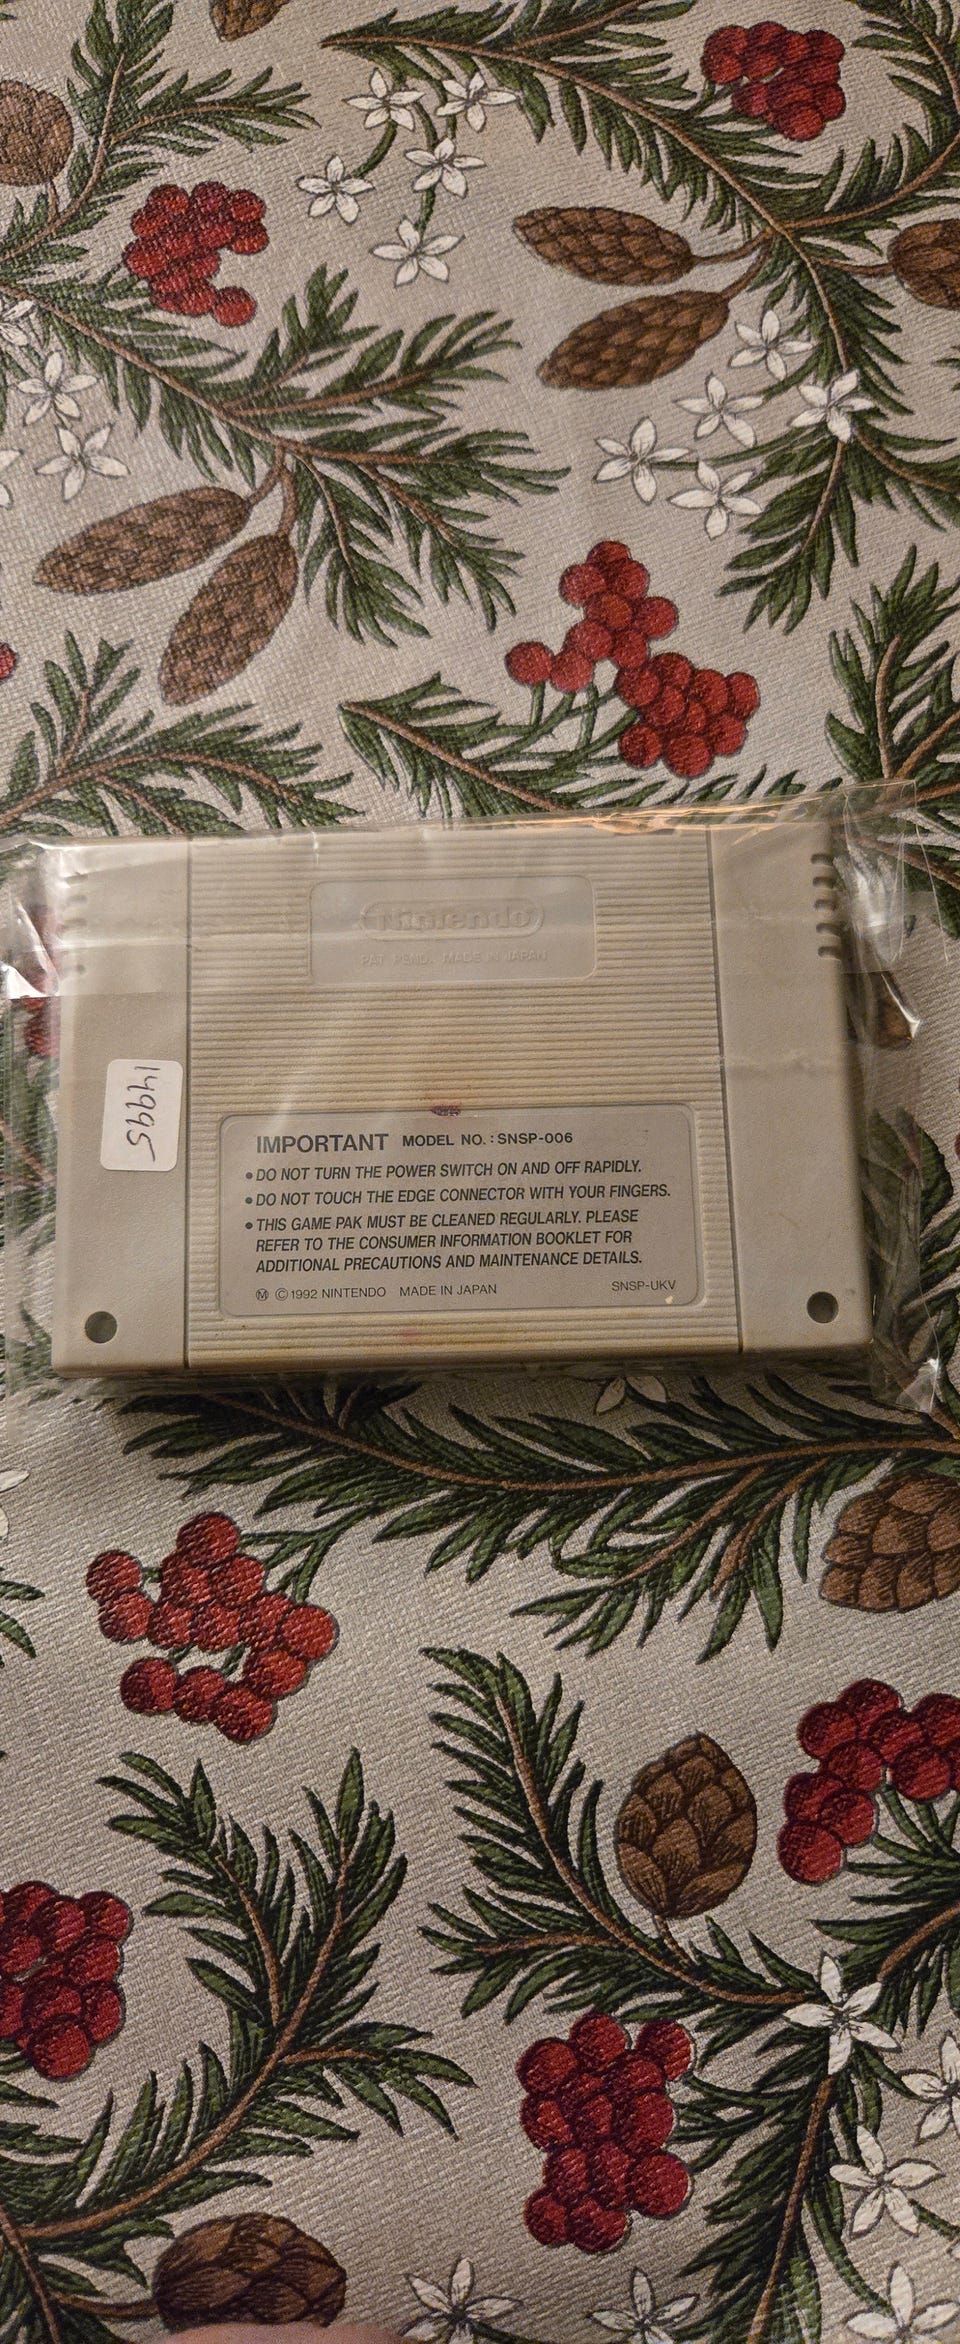 Nintendo
PAT. PEND. MADE IN JAPAN
14995
IMPORTANT MODEL NO.: SNSP-006
• DO NOT TURN THE POWER SWITCH ON AND OFF RAPIDLY.
• DO NOT TOUCH THE EDGE CONNECTOR WITH YOUR FINGERS.
• THIS GAME PAK MUST BE CLEANED REGULARLY. PLEASE
REFER TO THE CONSUMER INFORMATION BOOKLET FOR
ADDITIONAL PRECAUTIONS AND MAINTENANCE DETAILS.
Ⓜ ©1992 NINTENDO MADE IN JAPAN SNSP-UKV